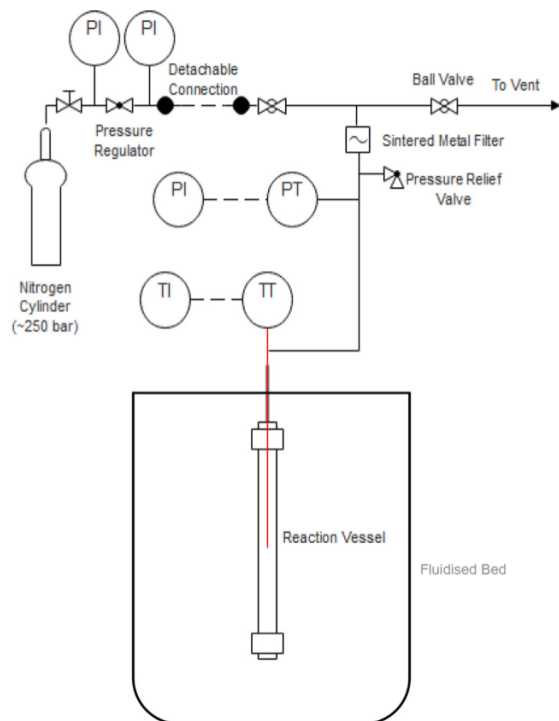 PI
PI
Detachable
Connection
Ball Valve
To Vent
Pressure
Regulator
Sintered Metal Filter
PI
PT
Pressure Relief
Valve
Nitrogen
Cylinder
(~250 bar)
TI
TT
Reaction Vessel
Fluidised Bed